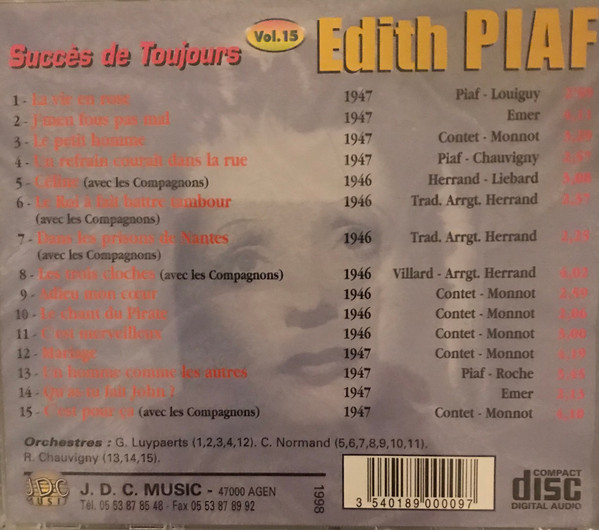 Succès de Toujours Vol.15 Edith PIAF
1 - La vie en rose 1947 Piaf - Louiguy
2 - J'men fous pas mal 1947 Emer
3 - Le petit homme 1947 Contet - Monnot
4 - Un refrain courait dans la rue 1947 Piaf - Chauvigny
5 - Céline (avec les Compagnons) 1946 Herrand - Liebard
6 - Le Roi à fait battre tambour 1946 Trad. Arrgt. Herrand
(avec les Compagnons)
7 - Dans les prisons de Nantes 1946 Trad. Arrgt. Herrand
(avec les Compagnons)
8 - Les trois cloches (avec les Compagnons) 1946 Villard - Arrgt. Herrand
9 - Adieu mon cœur 1946 Contet - Monnot
10 - Le chant du Pirate 1946 Contet - Monnot
11 - C'est merveilleux 1946 Contet - Monnot
12 - Mariage 1947 Contet - Monnot
13 - Un homme comme les autres 1947 Piaf - Roche
14 - Qu'as-tu fait John ? 1947 Emer
15 - C'est pour ça (avec les Compagnons) 1947 Contet - Monnot
Orchestres : G. Luypaerts (1,2,3,4,12). C. Normand (5,6,7,8,9,10,11).
R. Chauvigny (13,14,15).
J.D.C MUSIC
J. D. C. MUSIC - 47000 AGEN
Tél. 05 53 87 85 48 - Fax 05 53 87 89 92
1998
3 540189 000097
COMPACT disc DIGITAL AUDIO